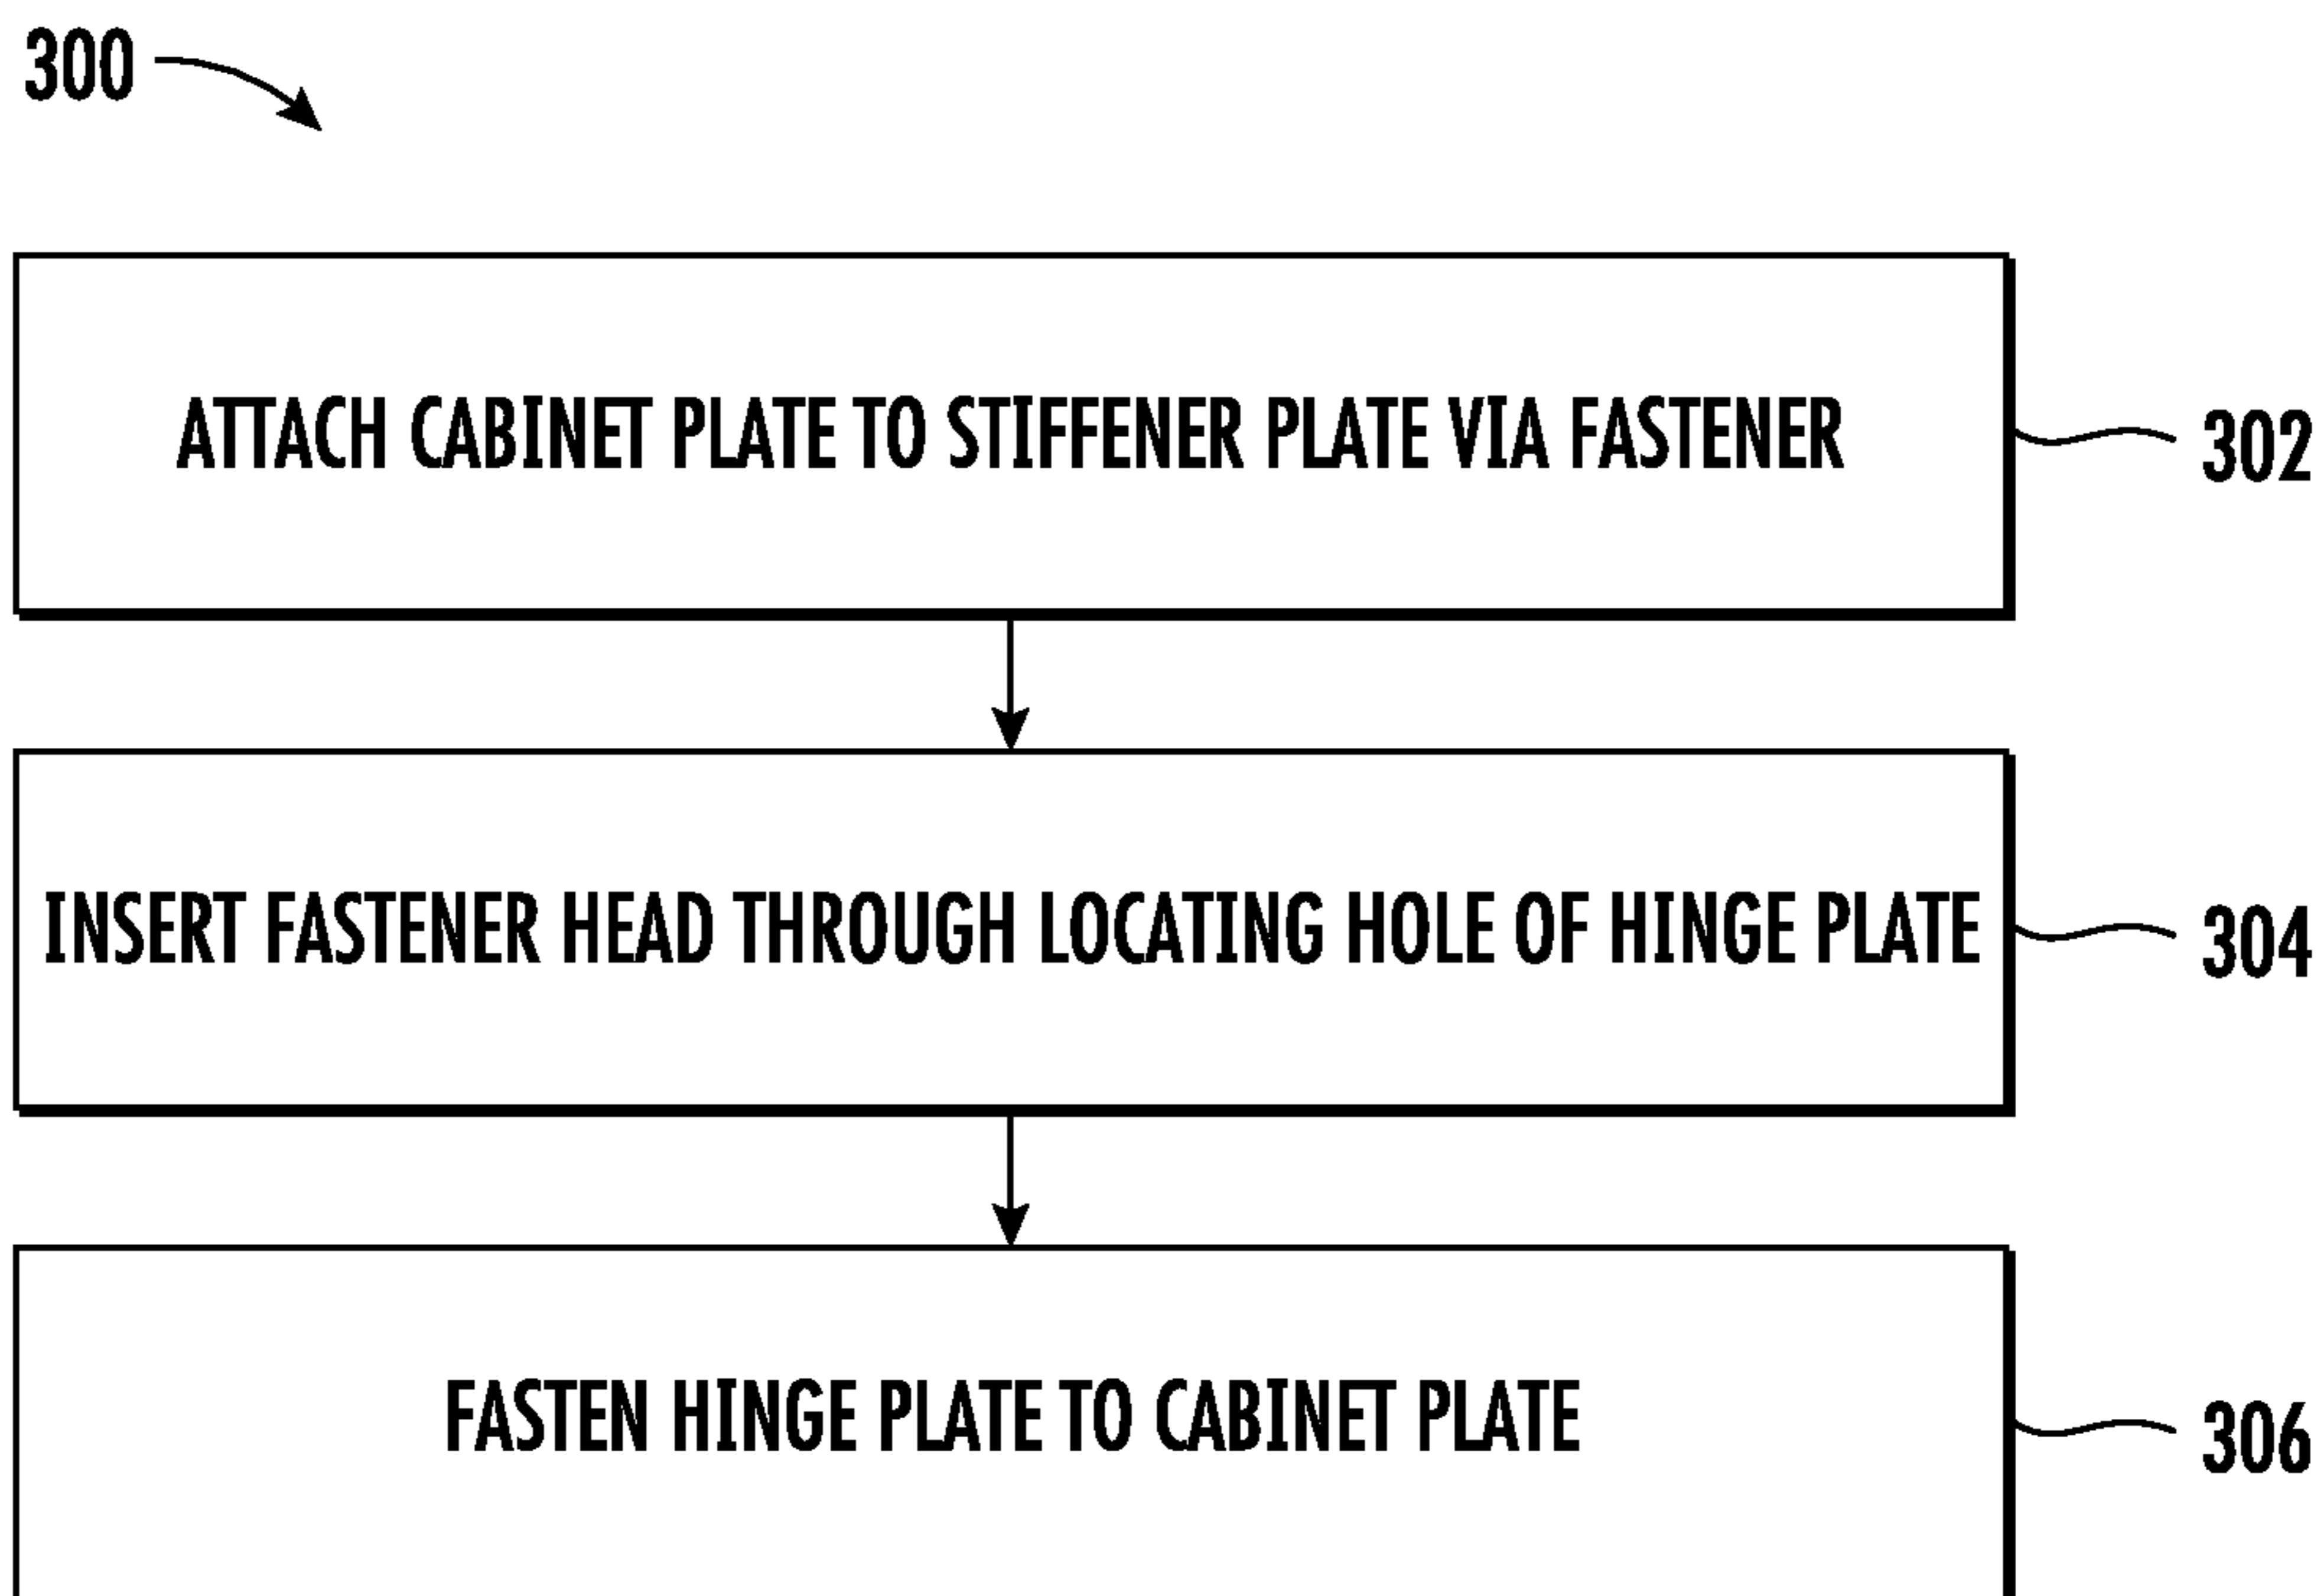 300
ATTACH CABINET PLATE TO STIFFENER PLATE VIA FASTENER
302
INSERT FASTENER HEAD THROUGH LOCATING HOLE OF HINGE PLATE
304
FASTEN HINGE PLATE TO CABINET PLATE
306